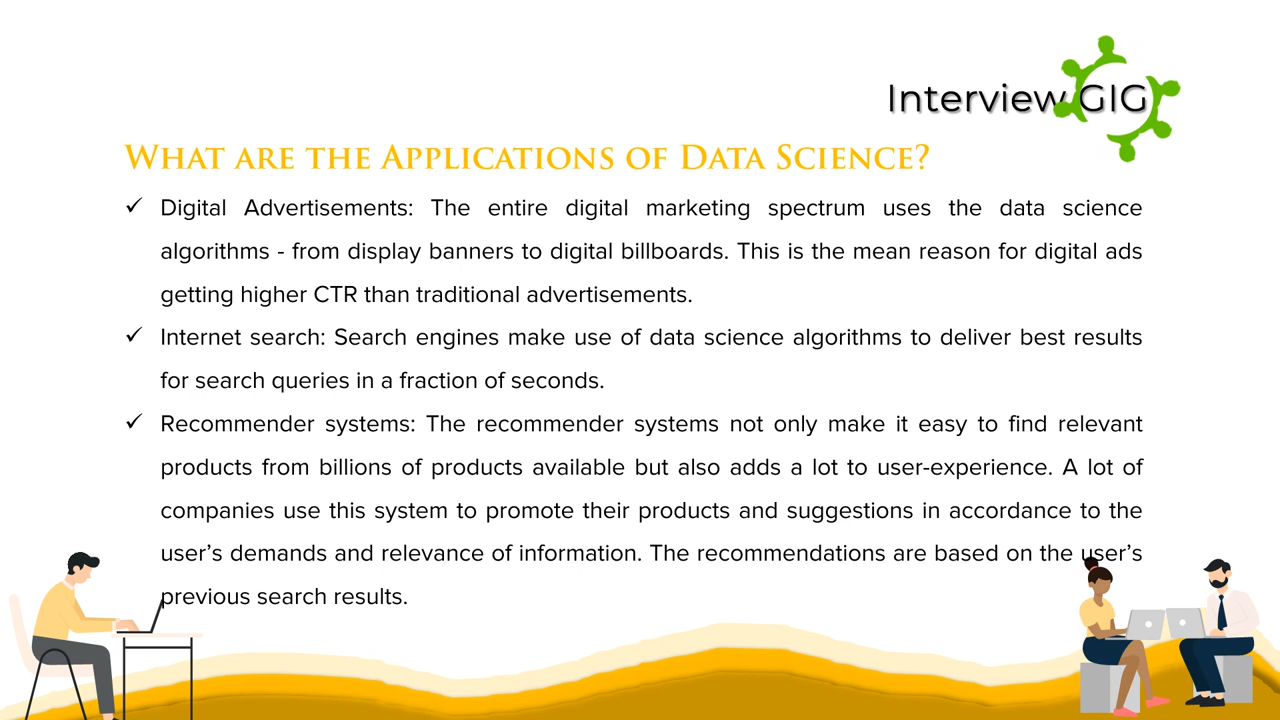 Interview GIG
What are the Applications of Data Science?
✓ Digital Advertisements: The entire digital marketing spectrum uses the data science
algorithms - from display banners to digital billboards. This is the mean reason for digital ads
getting higher CTR than traditional advertisements.
✓ Internet search: Search engines make use of data science algorithms to deliver best results
for search queries in a fraction of seconds.
✓ Recommender systems: The recommender systems not only make it easy to find relevant
products from billions of products available but also adds a lot to user-experience. A lot of
companies use this system to promote their products and suggestions in accordance to the
user’s demands and relevance of information. The recommendations are based on the user’s
previous search results.